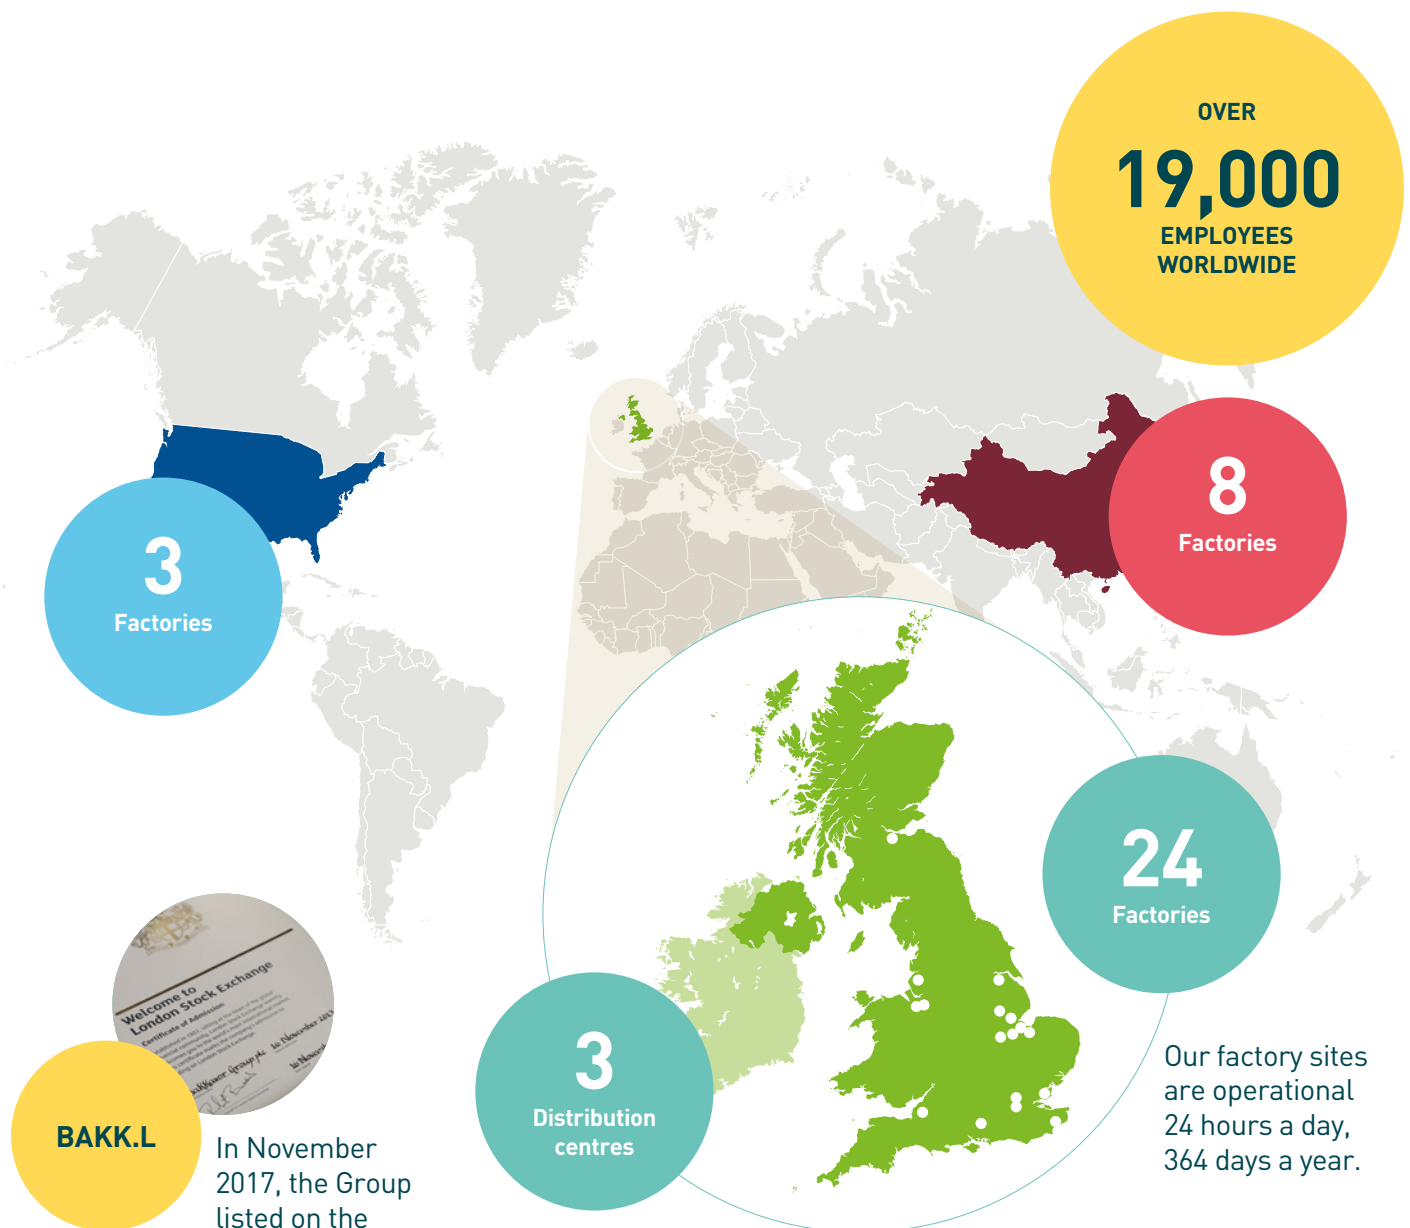 OVER
19,000
EMPLOYEES
WORLDWIDE
8
Factories
3
Factories
24
Factories
3
Distribution
centres
Our factory sites
are operational
24 hours a day,
364 days a year.
Welcome to
London Stock Exchange
Certificate of Admission
BAKK.L
In November
2017, the Group
listed on the